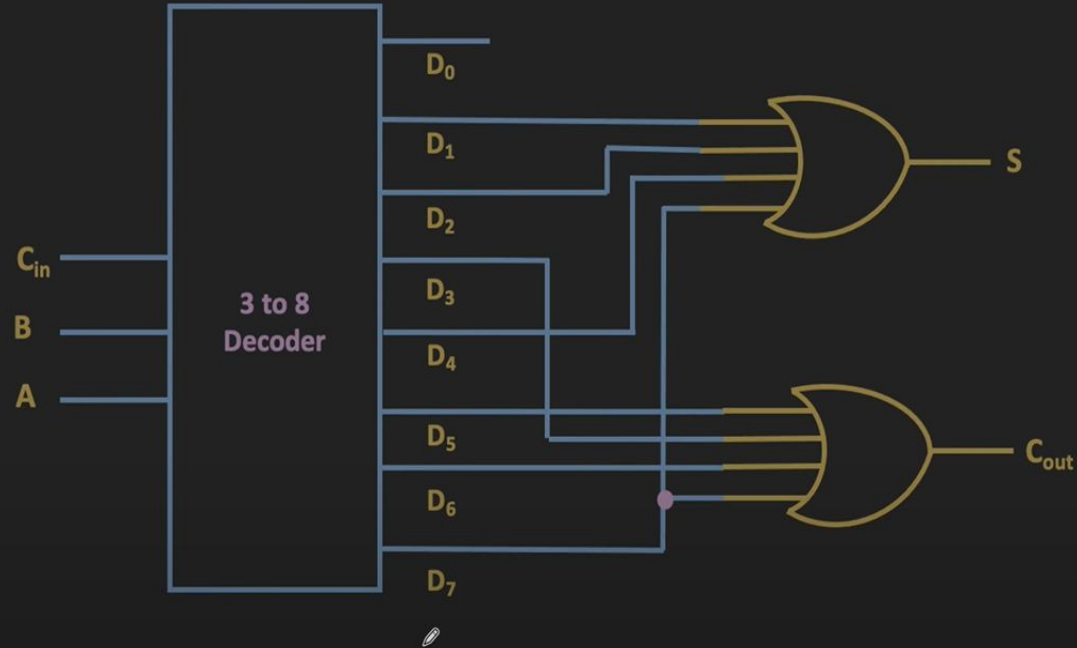 D₀
D₁
S
D₂
Cᵢₙ
D₃
3 to 8
Decoder
B
D₄
A
D₅
Cₒᵤₜ
D₆
D₇